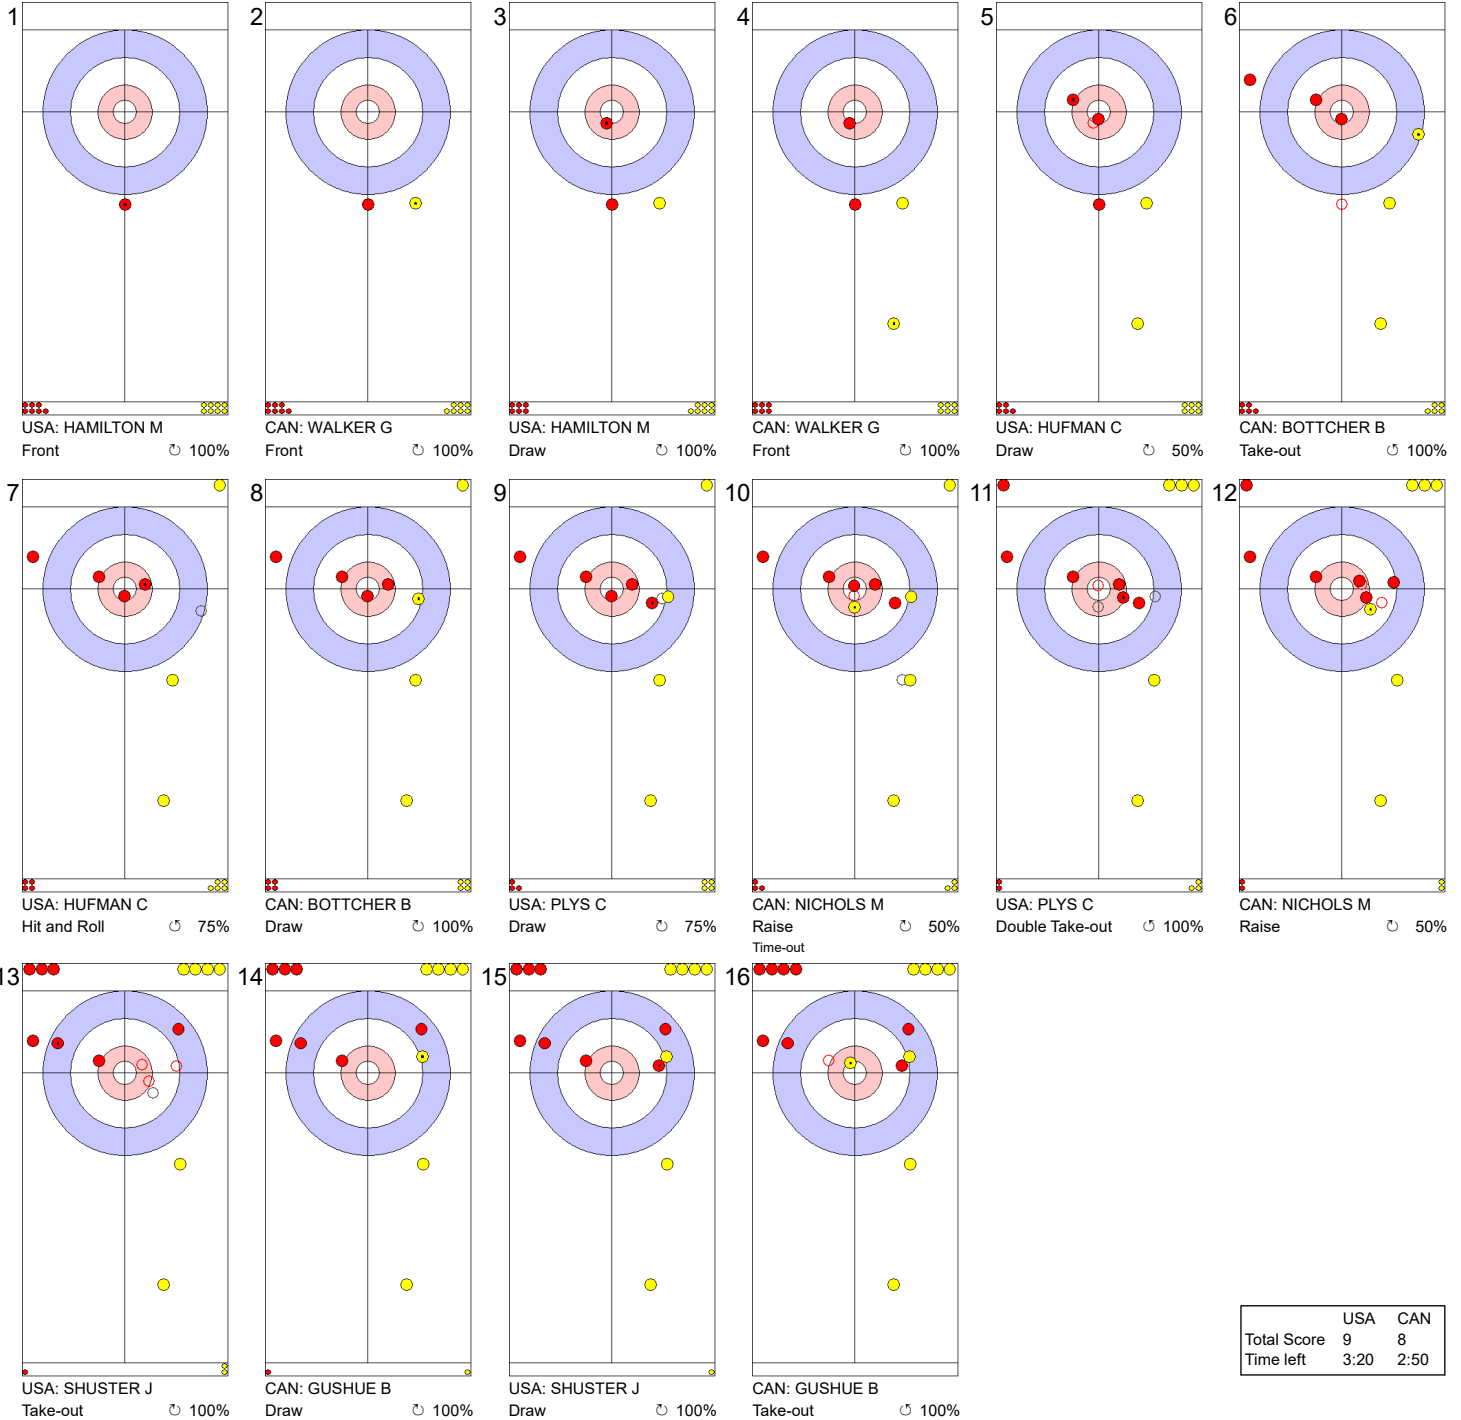 1 2 3 4 5 6
USA: HAMILTON M CAN: WALKER G USA: HAMILTON M CAN: WALKER G USA: HUFMAN C CAN: BOTTCHER B
Front ↻ 100% Front ↻ 100% Draw ↻ 100% Front ↻ 100% Draw ↻ 50% Take-out ↺ 100%
7 8 9 10 11 12
USA: HUFMAN C CAN: BOTTCHER B USA: PLYS C CAN: NICHOLS M USA: PLYS C CAN: NICHOLS M
Hit and Roll ↺ 75% Draw ↺ 100% Draw ↻ 75% Raise ↻ 50% Double Take-out ↺ 100% Raise ↻ 50%
Time-out
13 14 15 16
USA CAN
Total Score 9 8
Time left 3:20 2:50
USA: SHUSTER J CAN: GUSHUE B USA: SHUSTER J CAN: GUSHUE B
Take-out ↻ 100% Draw ↻ 100% Draw ↻ 100% Take-out ↺ 100%